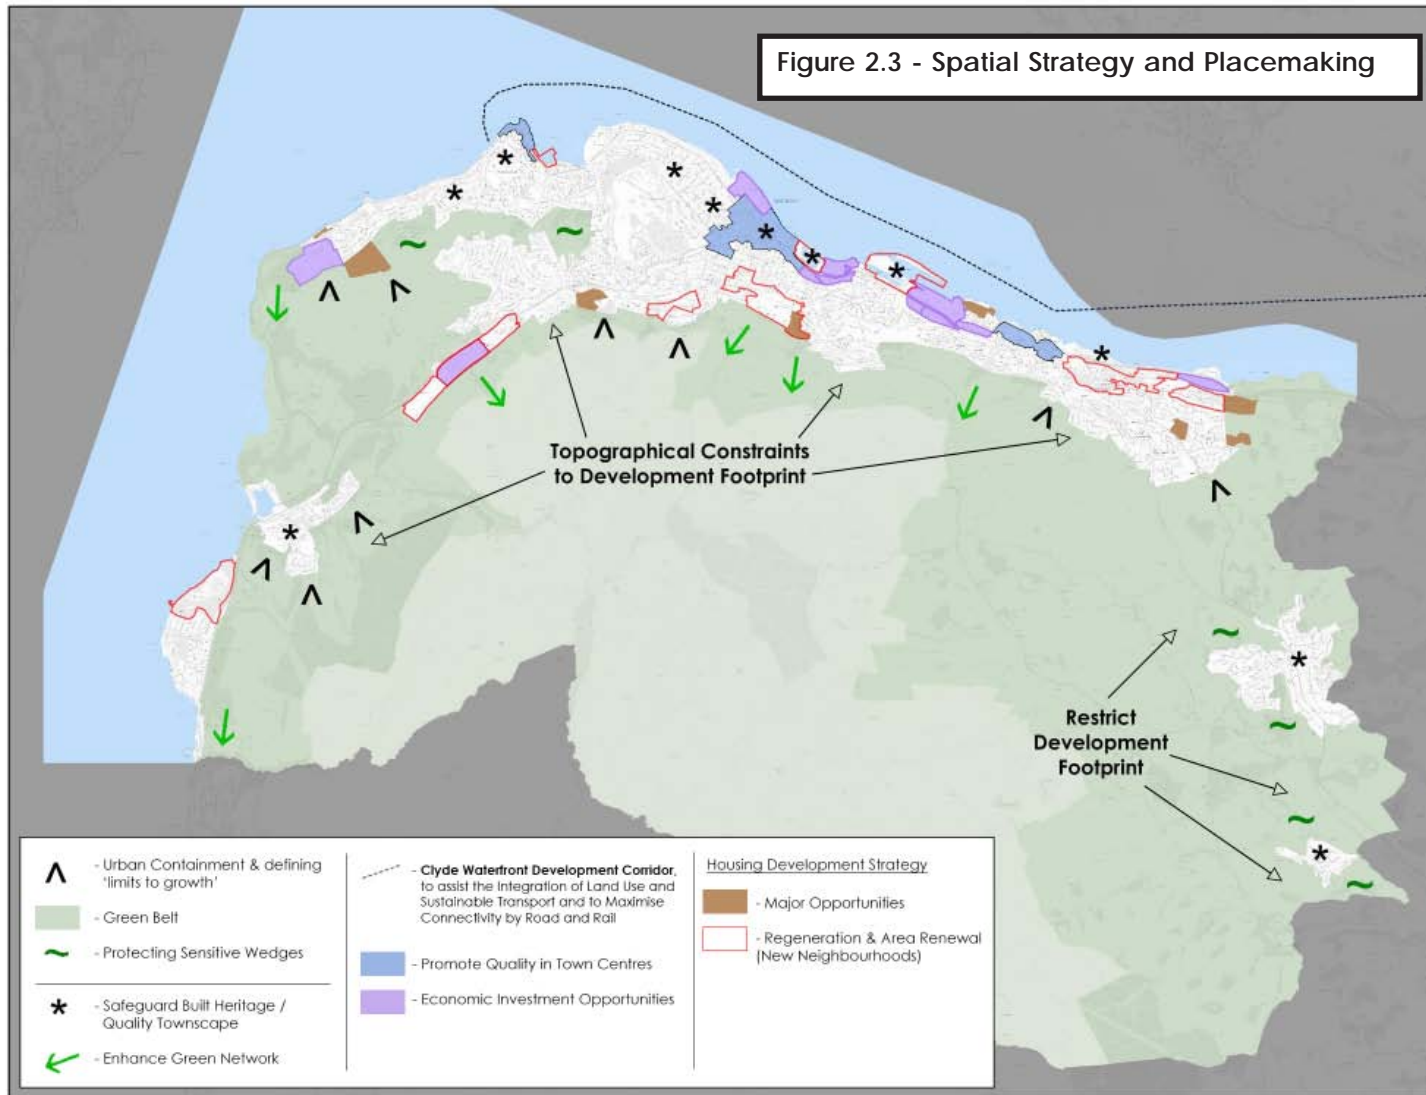 Figure 2.3 - Spatial Strategy and Placemaking
Topographical Constraints
to Development Footprint
Restrict
Development
Footprint
- Urban Containment & defining
'limits to growth'
- Green Belt
- Protecting Sensitive Wedges
- Safeguard Built Heritage /
Quality Townscape
- Enhance Green Network
- Clyde Waterfront Development Corridor,
to assist the Integration of Land Use and
Sustainable Transport and to Maximise
Connectivity by Road and Rail
- Promote Quality in Town Centres
- Economic Investment Opportunities
Housing Development Strategy
- Major Opportunities
- Regeneration & Area Renewal
(New Neighbourhoods)